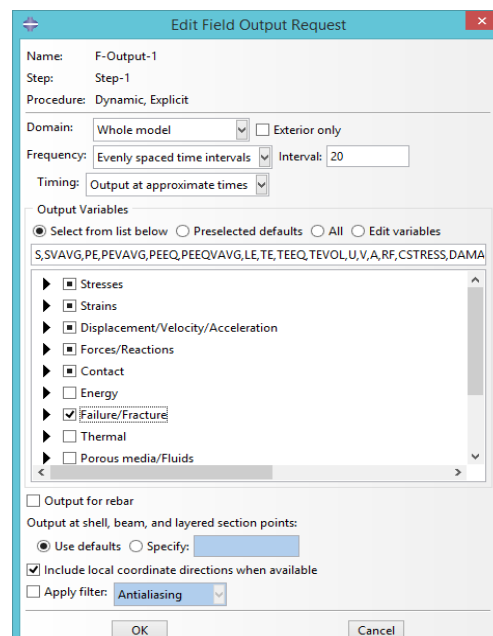 Edit Field Output Request
Name: F-Output-1
Step: Step-1
Procedure: Dynamic, Explicit
Domain: Whole model Exterior only
Frequency: Evenly spaced time intervals Interval: 20
Timing: Output at approximate times
Output Variables
Select from list below Preselected defaults All Edit variables
S,SVAVG,PE,PEVAVG,PEEQ,PEEQVAVG,LE,TE,TEEQ,TEVOL,U,V,A,RF,CSTRESS,DAMA
Stresses
Strains
Displacement/Velocity/Acceleration
Forces/Reactions
Contact
Energy
Failure/Fracture
Thermal
Porous media/Fluids
Output for rebar
Output at shell, beam, and layered section points:
Use defaults Specify:
Include local coordinate directions when available
Apply filter: Antialiasing
OK Cancel